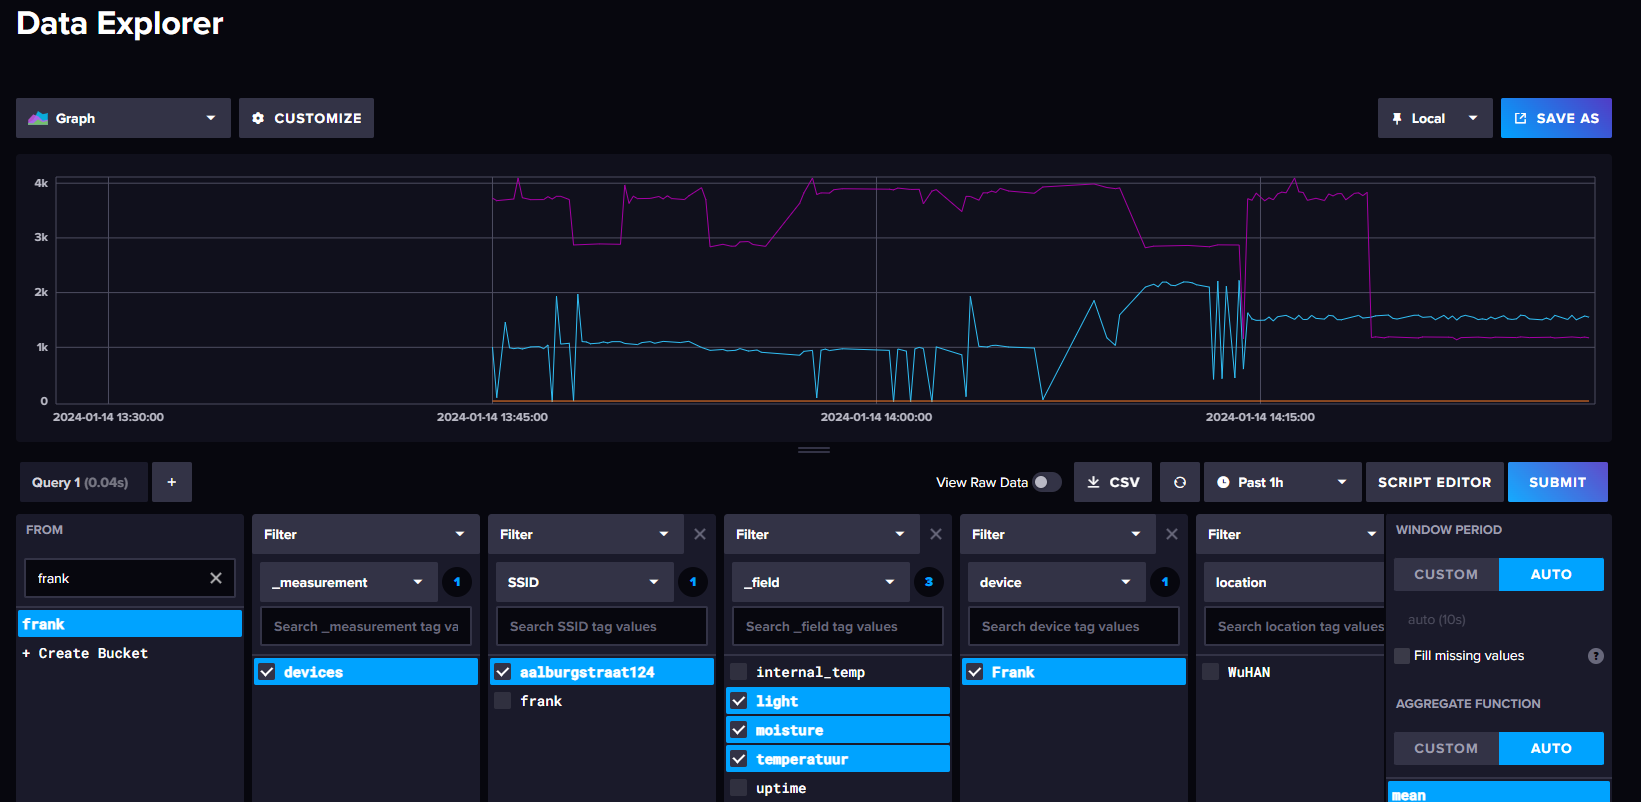 Data Explorer
Graph
CUSTOMIZE
Local
SAVE AS
4k
3k
2k
1k
0
2024-01-14 13:30:00
2024-01-14 13:45:00
2024-01-14 14:00:00
2024-01-14 14:15:00
Query 1 (0.04s)
+
View Raw Data
CSV
Past 1h
SCRIPT EDITOR
SUBMIT
FROM
frank
frank
+ Create Bucket
Filter
_measurement
1
Search _measurement tag va
devices
Filter
SSID
1
Search SSID tag values
aalburgstraat124
frank
Filter
_field
3
Search _field tag values
internal_temp
light
moisture
temperatuur
uptime
Filter
device
1
Search device tag values
Frank
Filter
location
Search location tag values
WuHAN
WINDOW PERIOD
CUSTOM
AUTO
auto (10s)
Fill missing values
?
AGGREGATE FUNCTION
CUSTOM
AUTO
mean